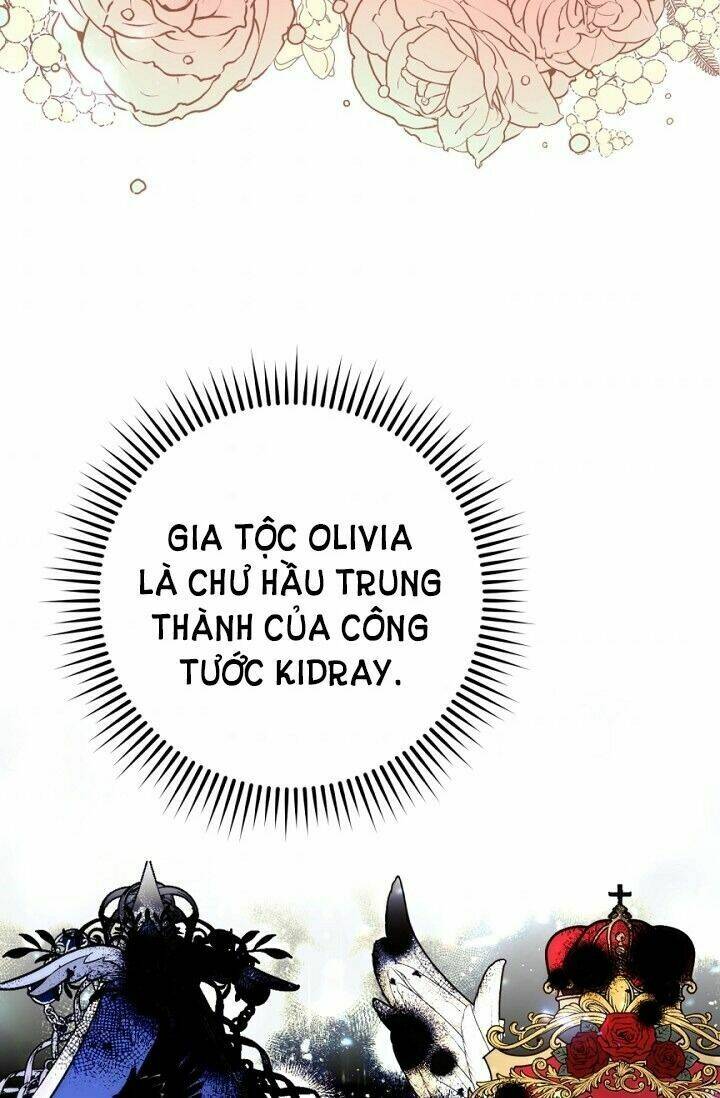 GIA TỘC OLIVIA
LÀ CHƯ HẦU TRUNG
THÀNH CỦA CÔNG
TƯỚC KIDRAY.